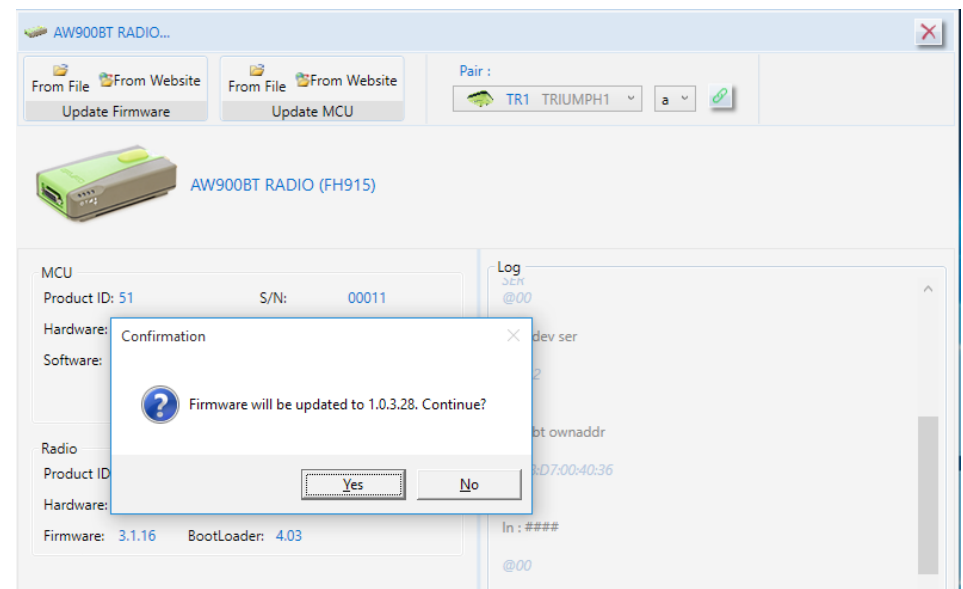 AW900BT RADIO...
From File From Website
Update Firmware
From File From Website
Update MCU
Pair :
TR1 TRIUMPH1
a
AW900BT RADIO (FH915)
MCU
Product ID: 51 S/N: 00011
Hardware:
Software:
Confirmation
Firmware will be updated to 1.0.3.28. Continue?
Yes No
Radio
Product ID
Hardware:
Firmware: 3.1.16 BootLoader: 4.03
Log
SER
@00
dev ser
2
bt ownaddr
D7:00:40:36
In : ####
@00